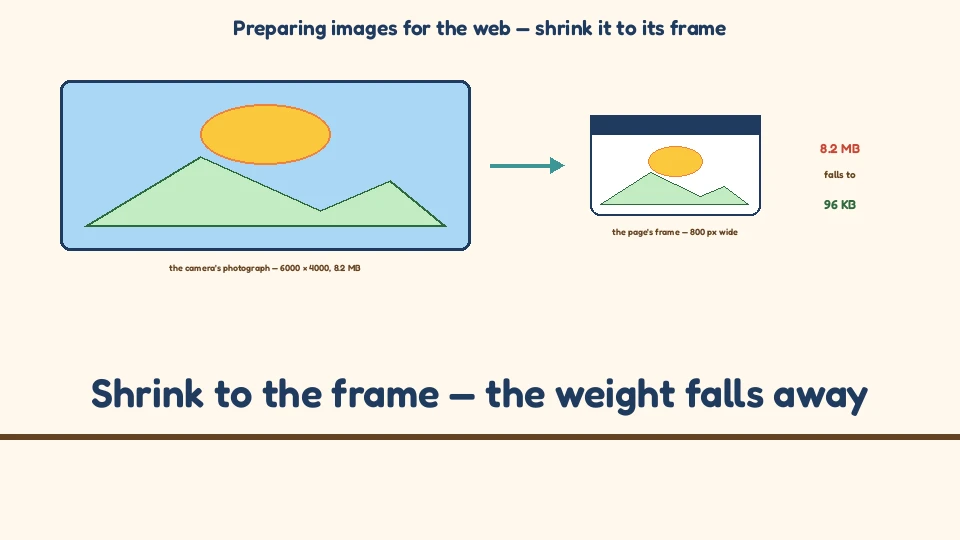 Preparing images for the web — shrink it to its frame
8.2 MB
falls to
96 KB
the page's frame — 800 px wide
the camera's photograph — 6000 × 4000, 8.2 MB
Shrink to the frame — the weight falls away